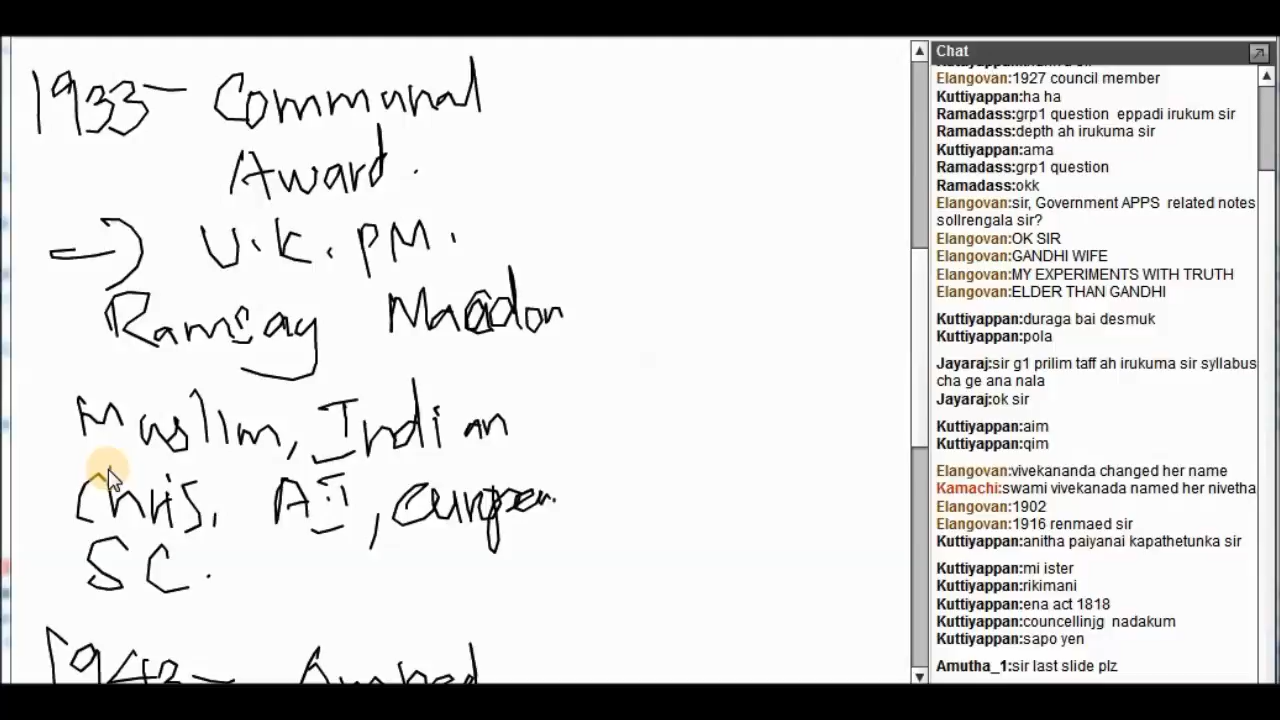 1933- Communal
Award.
=> U.K. PM.
Ramsay Macdon
Muslim, Indian
Chris, AI, europen
SC.
1942-
Chat
Elangovan:1927 council member
Kuttiyappan:ha ha
Ramadass:grp1 question eppadi irukum sir
Ramadass:depth ah irukuma sir
Kuttiyappan:ama
Ramadass:grp1 question
Ramadass:okk
Elangovan:sir, Government APPS related notes
sollrengala sir?
Elangovan:OK SIR
Elangovan:GANDHI WIFE
Elangovan:MY EXPERIMENTS WITH TRUTH
Elangovan:ELDER THAN GANDHI
Kuttiyappan:duraga bai desmuk
Kuttiyappan:pola
Jayaraj:sir g1 prilim taff ah irukuma sir syllabus
cha ge ana nala
Jayaraj:ok sir
Kuttiyappan:aim
Kuttiyappan:qim
Elangovan:vivekananda changed her name
Kamachi:swami vivekanada named her nivetha
Elangovan:1902
Elangovan:1916 renmaed sir
Kuttiyappan:anitha paiyanai kapathetunka sir
Kuttiyappan:mi ister
Kuttiyappan:rikimani
Kuttiyappan:ena act 1818
Kuttiyappan:councellinjg nadakum
Kuttiyappan:sapo yen
Amutha_1:sir last slide plz